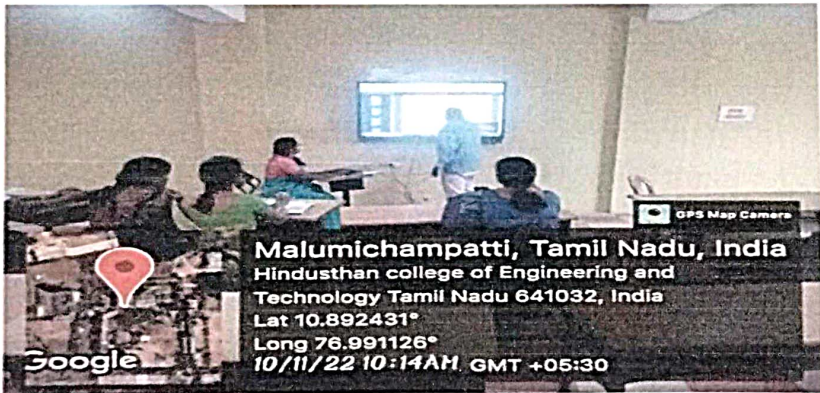 GPS Map Camera
Malumichampatti, Tamil Nadu, India
Hindusthan college of Engineering and
Technology Tamil Nadu 641032, India
Lat 10.892431°
Long 76.991126°
10/11/22 10:14AM. GMT +05:30
Google